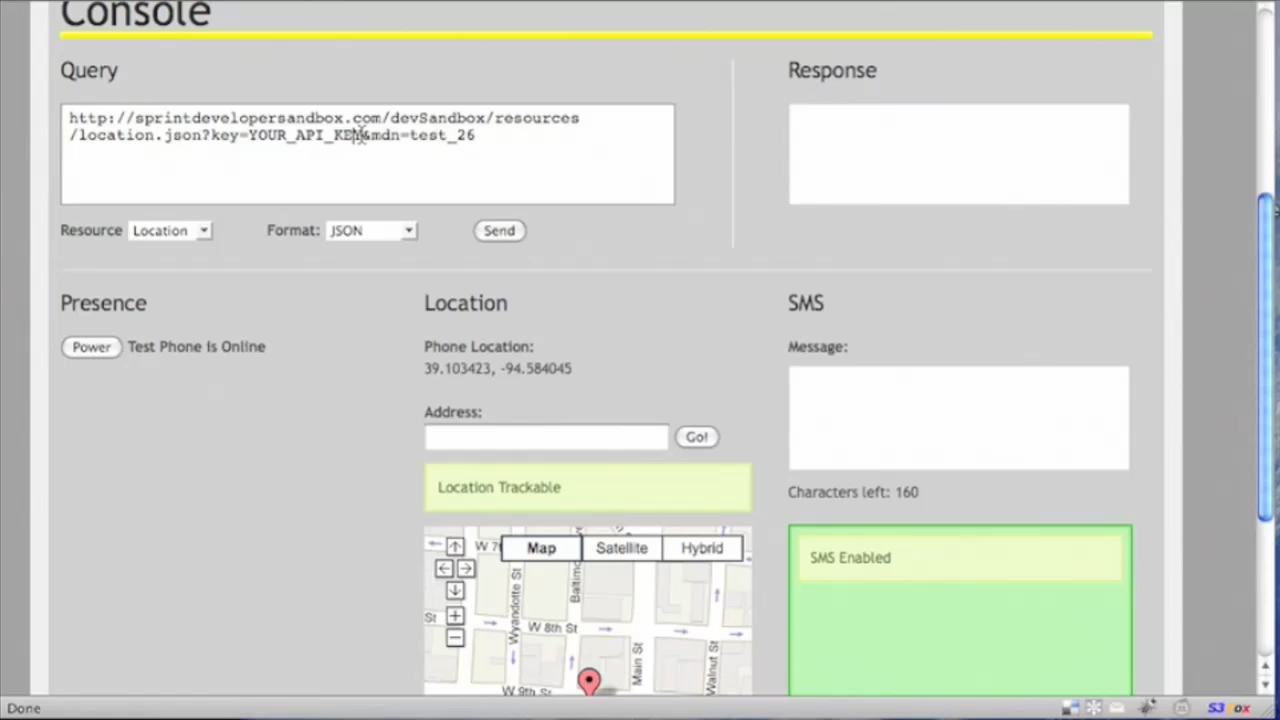 Console
Query
Response
http://sprintdevelopersandbox.com/devSandbox/resources
/location.json?key=YOUR_API_KEY&mdn=test_26
Resource Location Format: JSON Send
Presence
Location
SMS
Power Test Phone Is Online
Phone Location:
39.103423, -94.584045
Message:
Address:
Go!
Location Trackable
Characters left: 160
Map Satellite Hybrid
SMS Enabled
W 7
St
Wyandotte St
Baltimo
W 8th St
Main St
Walnut St
W 9th St
Done